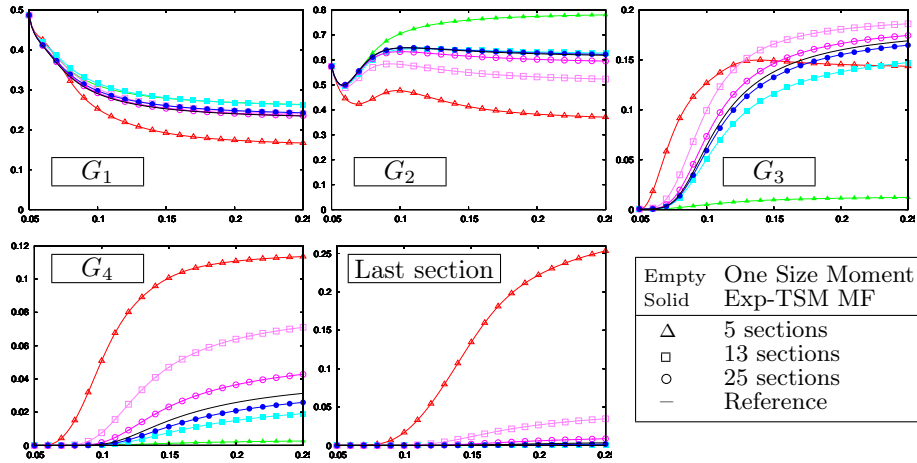 0.5
0.4
0.3
0.2
0.1
0
0.05 0.1 0.15 0.2 0.25
G1
0.8
0.7
0.6
0.5
0.4
0.3
0.2
0.1
0
0.05 0.1 0.15 0.2 0.25
G2
0.2
0.15
0.1
0.05
0
0.05 0.1 0.15 0.2 0.25
G3
0.12
0.1
0.08
0.06
0.04
0.02
0
0.05 0.1 0.15 0.2 0.25
G4
0.25
0.2
0.15
0.1
0.05
0
0.05 0.1 0.15 0.2 0.25
Last section
Empty One Size Moment
Solid Exp-TSM MF
5 sections
13 sections
25 sections
Reference